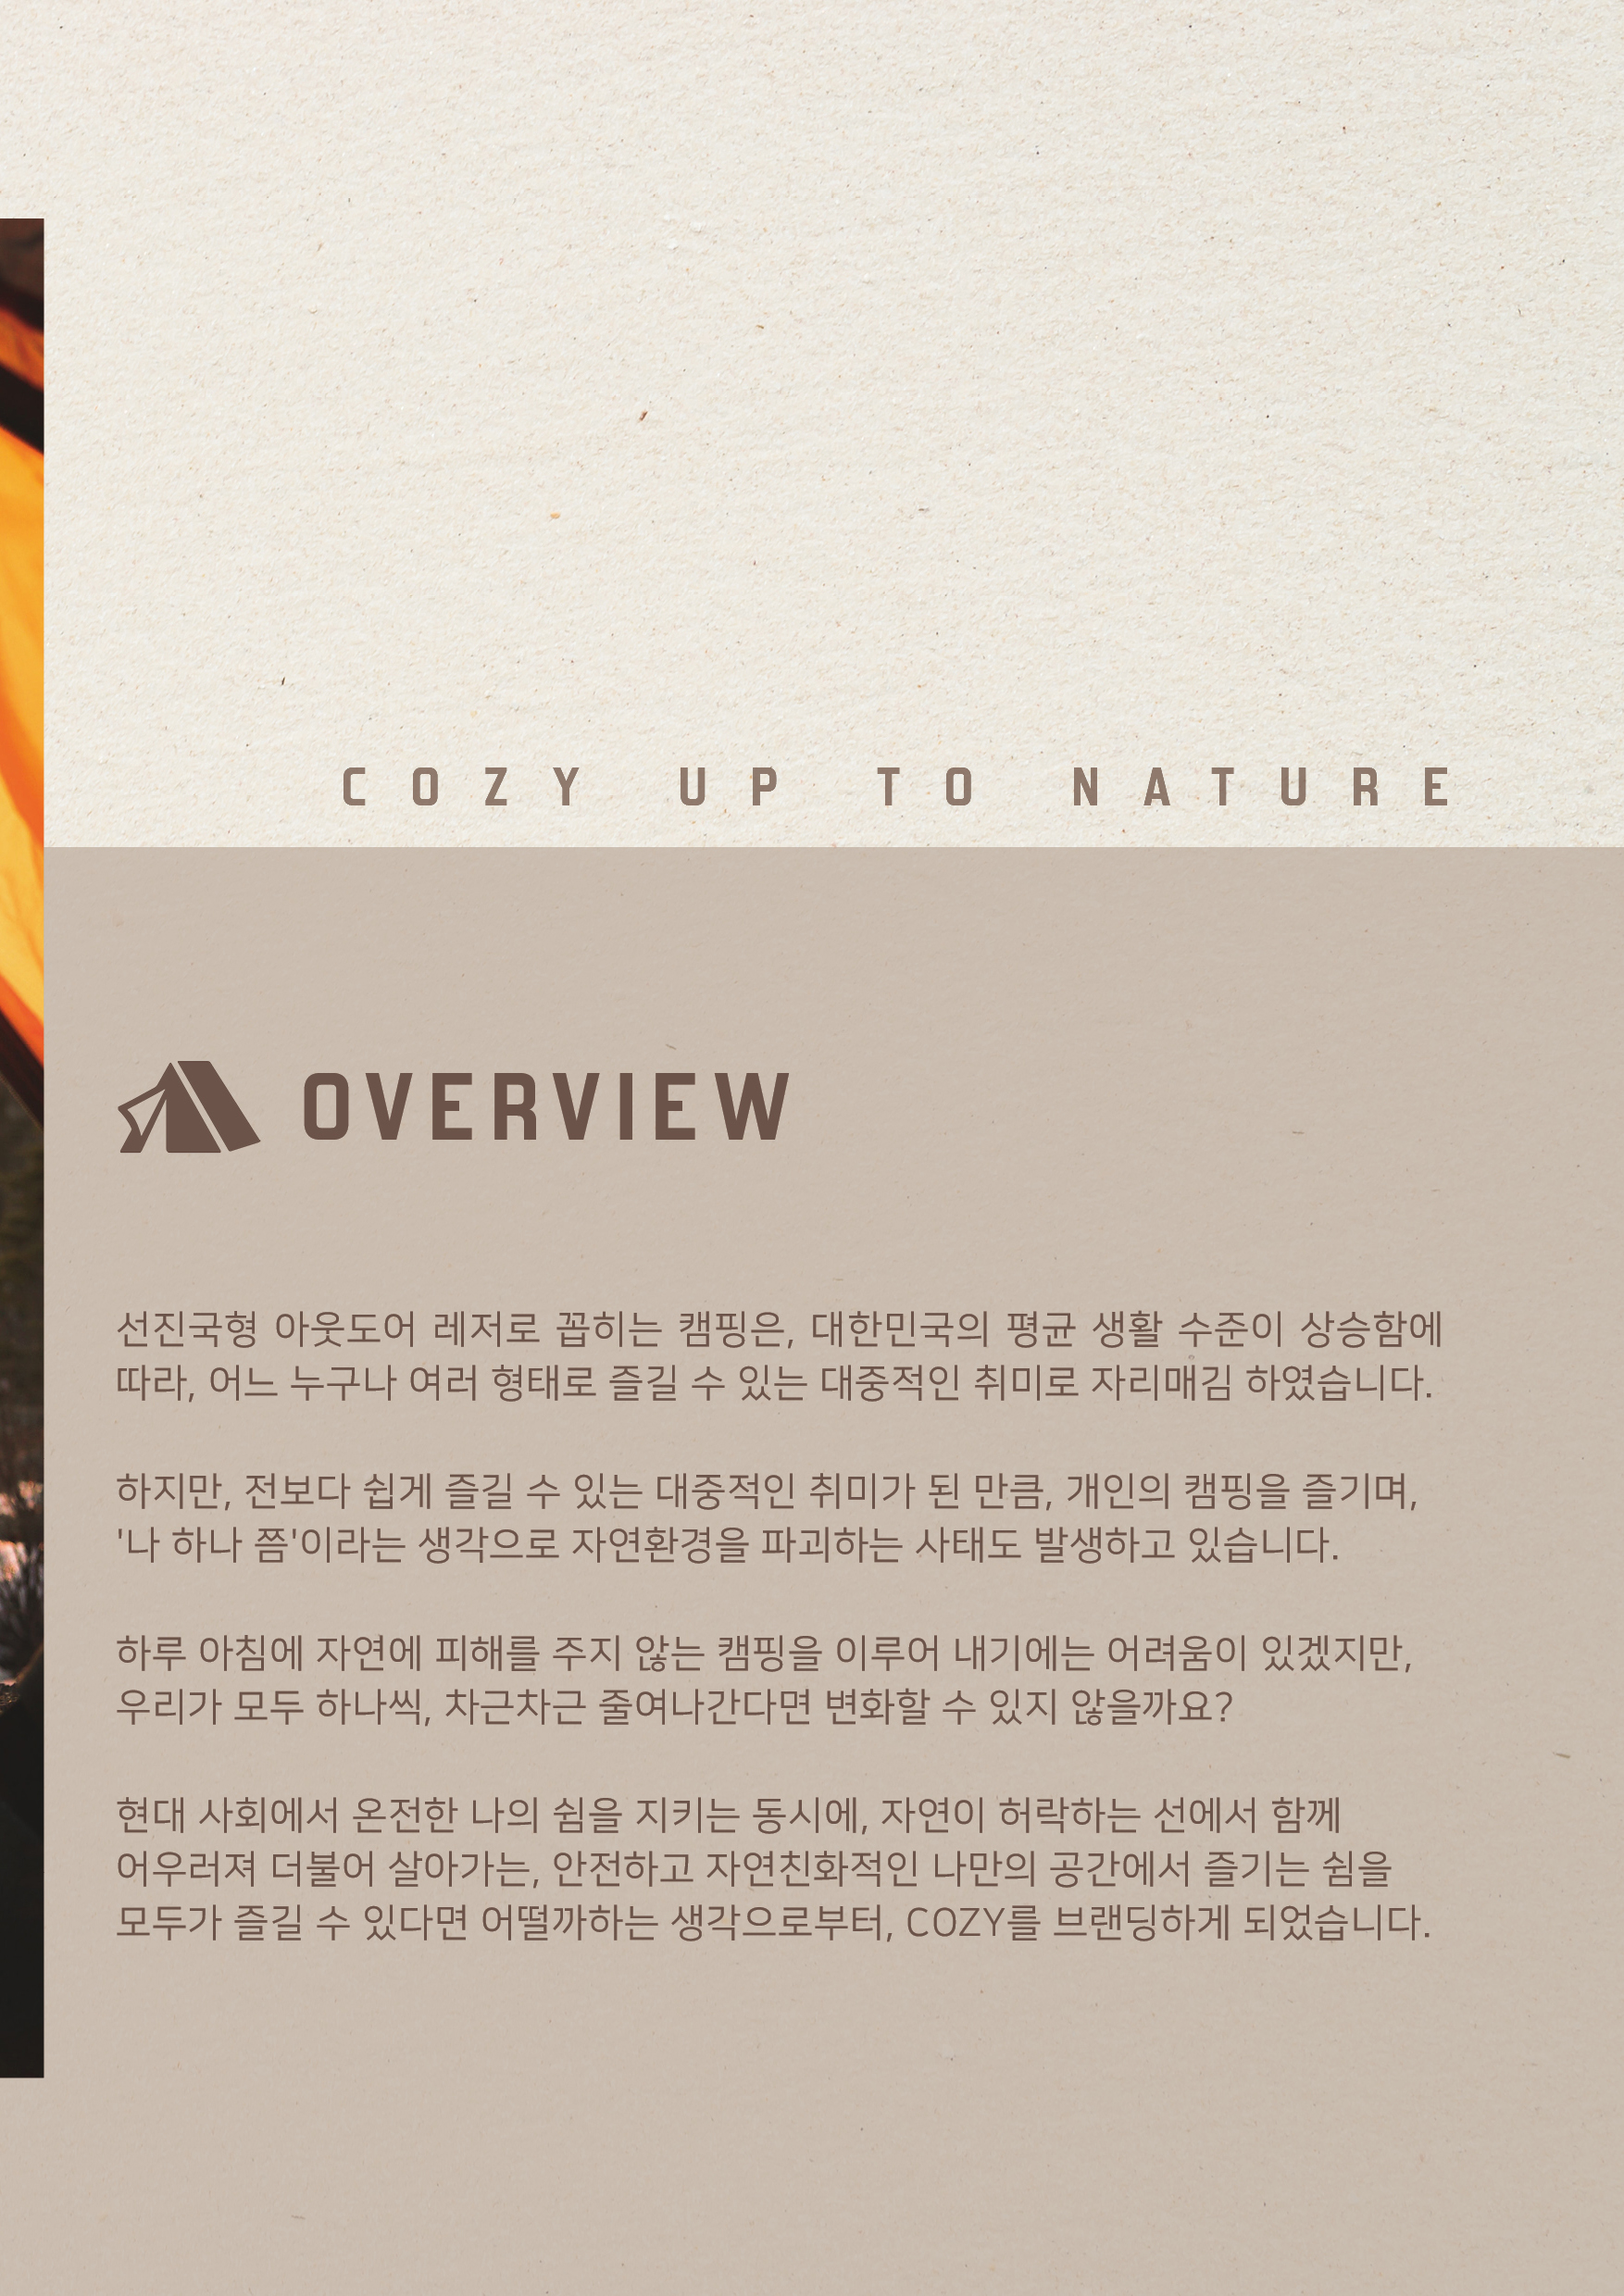 COZY UP TO NATURE
OVERVIEW
선진국형 아웃도어 레저로 꼽히는 캠핑은, 대한민국의 평균 생활 수준이 상승함에
따라, 어느 누구나 여러 형태로 즐길 수 있는 대중적인 취미로 자리매김 하였습니다.
하지만, 전보다 쉽게 즐길 수 있는 대중적인 취미가 된 만큼, 개인의 캠핑을 즐기며,
'나 하나 쯤'이라는 생각으로 자연환경을 파괴하는 사태도 발생하고 있습니다.
하루 아침에 자연에 피해를 주지 않는 캠핑을 이루어 내기에는 어려움이 있겠지만,
우리가 모두 하나씩, 차근차근 줄여나간다면 변화할 수 있지 않을까요?
현대 사회에서 온전한 나의 쉼을 지키는 동시에, 자연이 허락하는 선에서 함께
어우러져 더불어 살아가는, 안전하고 자연친화적인 나만의 공간에서 즐기는 쉼을
모두가 즐길 수 있다면 어떨까하는 생각으로부터, COZY를 브랜딩하게 되었습니다.